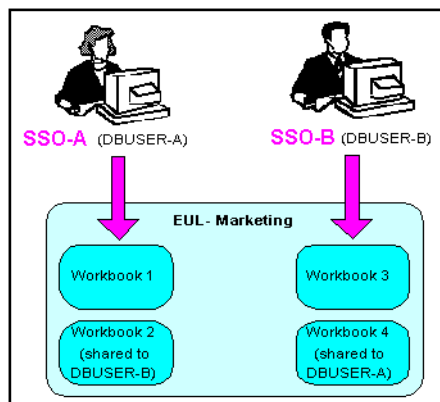 SSO-A (DBUSER-A)
SSO-B (DBUSER-B)
EUL- Marketing
Workbook 1
Workbook 3
Workbook 2
(shared to
DBUSER-B)
Workbook 4
(shared to
DBUSER-A)